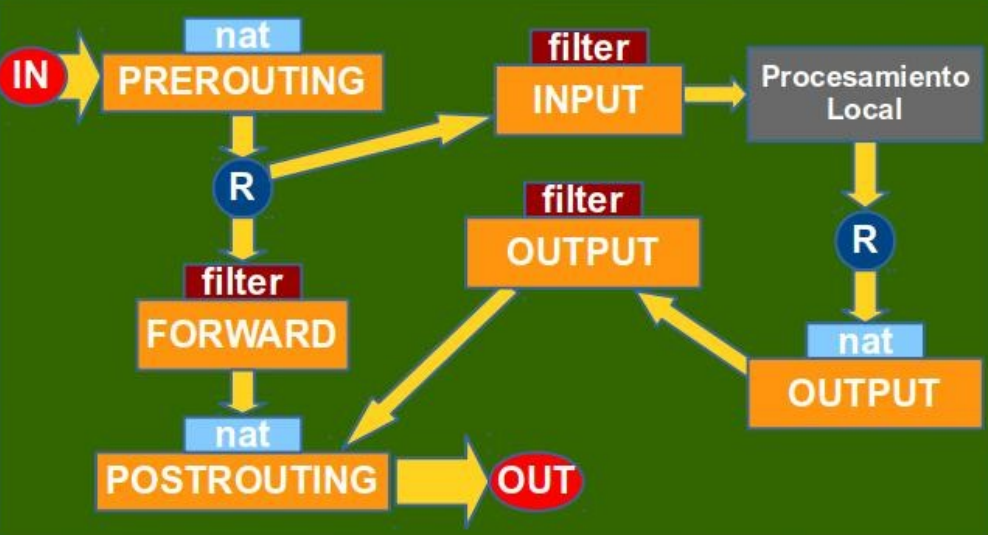 nat
IN
PREROUTING
filter
INPUT
Procesamiento
Local
R
filter
OUTPUT
R
filter
FORWARD
nat
OUTPUT
nat
POSTROUTING
OUT